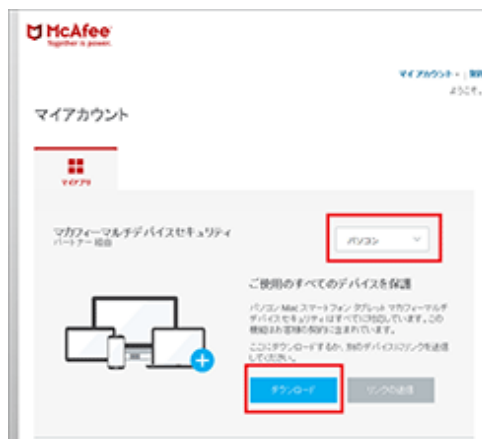 McAfee
Together is power.
マイアカウント
ようこそ、
マイアカウント
マイアプリ
マカフィーマルチデバイスセキュリティ
パートナー 経由
パソコン
ご使用のすべてのデバイスを保護
パソコン Mac スマートフォン タブレット マカフィーマルチ
デバイスセキュリティはすべてに対応しています。この
機能はお客様の契約に含まれています。
ここにダウンロードするか、別のデバイスにリンクを送信
してください。
ダウンロード
リンクの送信